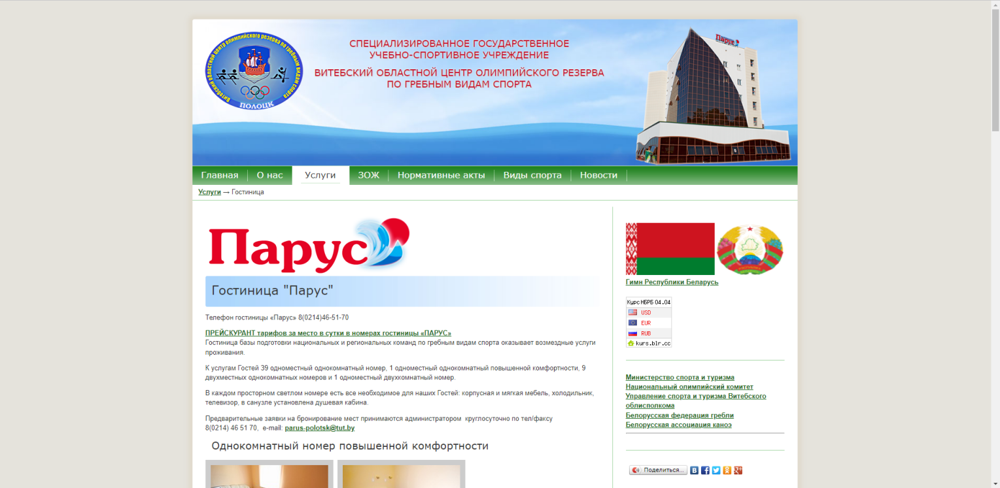 Витебский областной центр олимпийского резерва по гребным видам спорта
ПОЛОЦК
СПЕЦИАЛИЗИРОВАННОЕ ГОСУДАРСТВЕННОЕ
УЧЕБНО-СПОРТИВНОЕ УЧРЕЖДЕНИЕ
ВИТЕБСКИЙ ОБЛАСТНОЙ ЦЕНТР ОЛИМПИЙСКОГО РЕЗЕРВА
ПО ГРЕБНЫМ ВИДАМ СПОРТА
Парус
Главная О нас Услуги ЗОЖ Нормативные акты Виды спорта Новости
Услуги → Гостиница
Парус
Гостиница "Парус"
Телефон гостиницы «Парус» 8(0214)46-51-70
ПРЕЙСКУРАНТ тарифов за место в сутки в номерах гостиницы «ПАРУС»
Гостиница базы подготовки национальных и региональных команд по гребным видам спорта оказывает возмездные услуги
проживания.
К услугам Гостей 39 одноместный однокомнатный номер, 1 одноместный однокомнатный повышенной комфортности, 9
двухместных однокомнатных номеров и 1 одноместный двухкомнатный номер.
В каждом просторном светлом номере есть все необходимое для наших Гостей: корпусная и мягкая мебель, холодильник,
телевизор, в санузле установлена душевая кабина.
Предварительные заявки на бронирование мест принимаются администратором круглосуточно по тел/факсу
8(0214) 46 51 70, e-mail: parus-polotsk@tut.by
Однокомнатный номер повышенной комфортности
Гимн Республики Беларусь
Курс НБРБ 04.04
USD
EUR
RUB
kurs.blr.cc
Министерство спорта и туризма
Национальный олимпийский комитет
Управление спорта и туризма Витебского
облисполкома
Белорусская федерация гребли
Белорусская ассоциация каноэ
Поделиться...